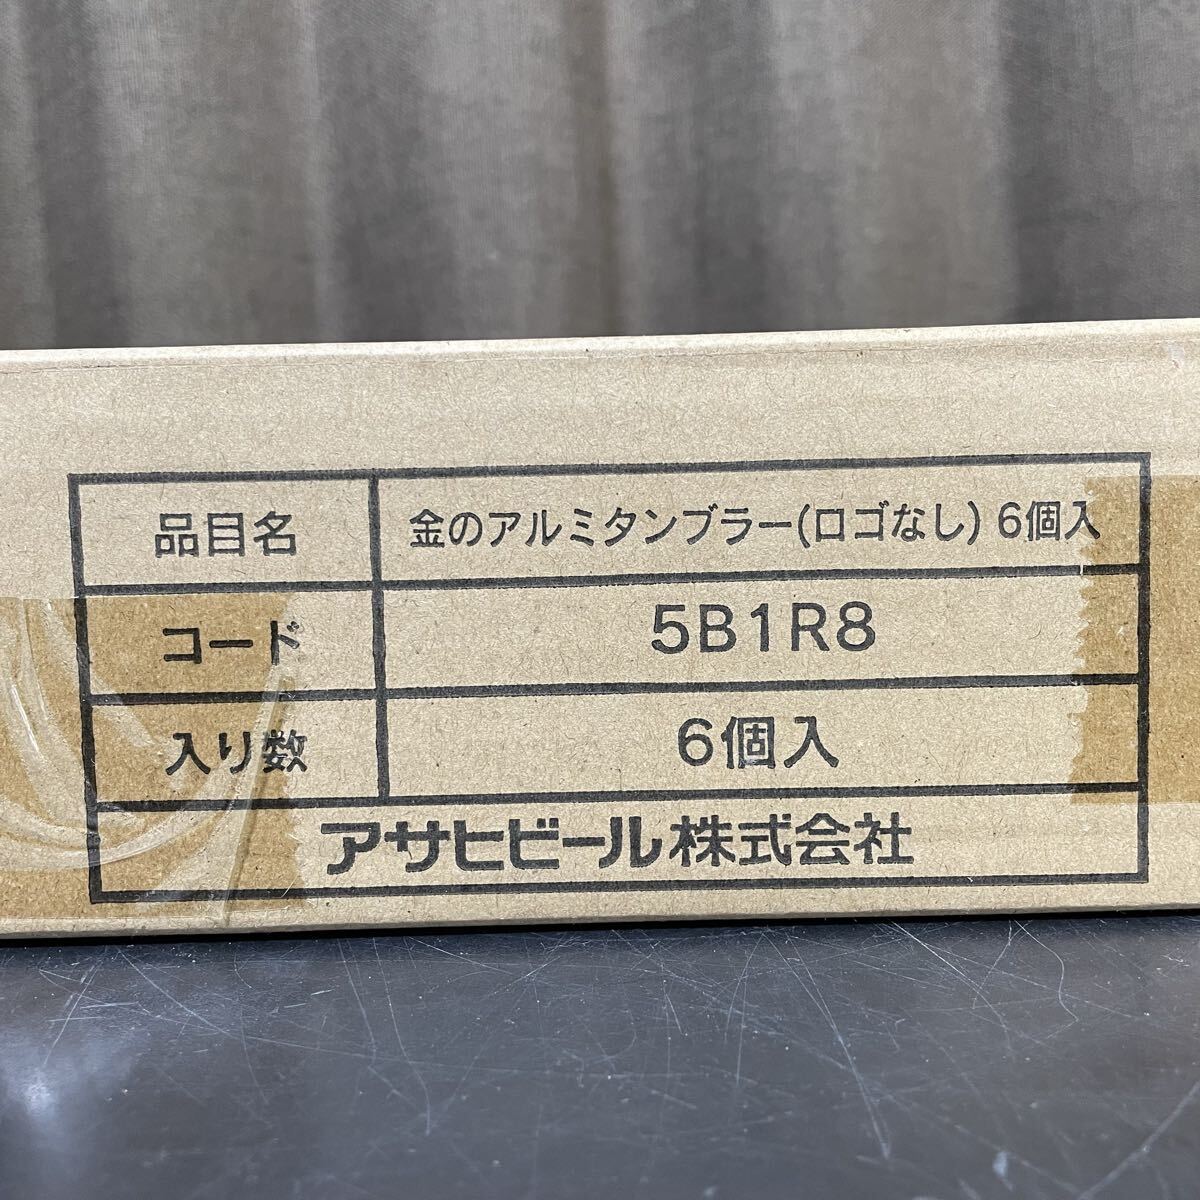 品目名 金のアルミタンブラー(ロゴなし) 6個入
コード 5B1R8
入り数 6個入
アサヒビール株式会社